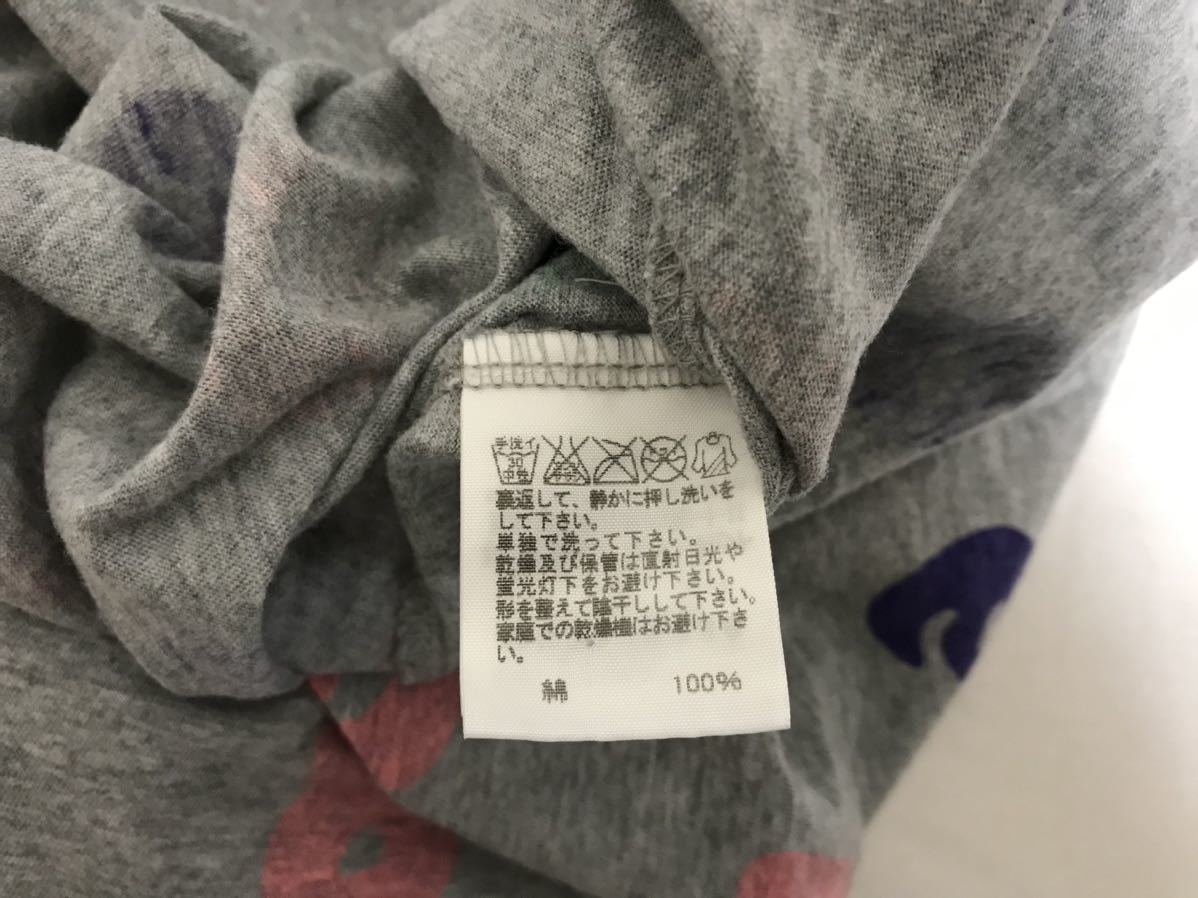 手洗イ
30
中性
裏返して、静かに押し洗いを
して下さい。
単独で洗って下さい。
乾燥及び保管は直射日光や
蛍光灯下をお避け下さい。
形を整えて陰干しして下さい。
家庭での乾燥機はお避け下さ
い。
綿 100%